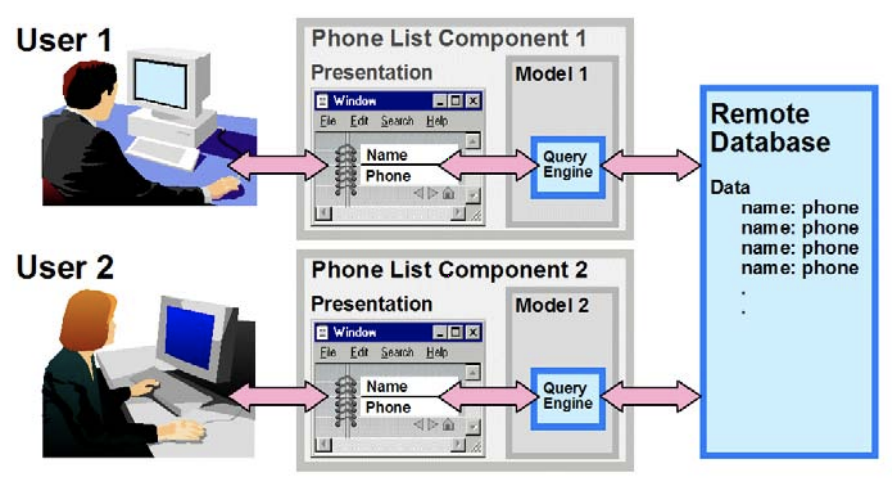 User 1
Phone List Component 1
Presentation
Model 1
Window
File Edit Search Help
Name
Phone
Query
Engine
Remote
Database
Data
name: phone
name: phone
name: phone
name: phone
.
.
User 2
Phone List Component 2
Presentation
Model 2
Window
File Edit Search Help
Name
Phone
Query
Engine